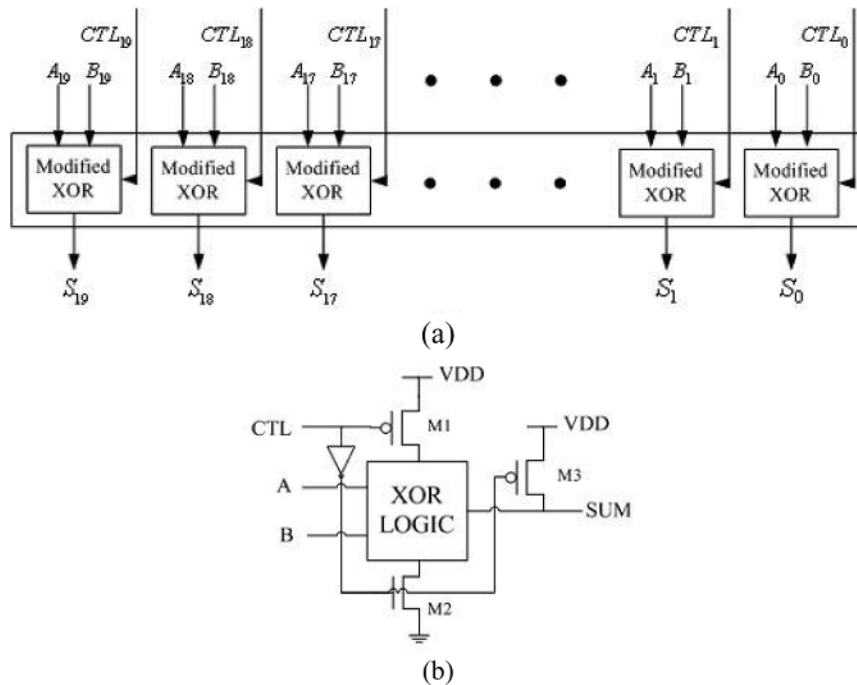 CTL19 CTL18 CTL17 CTL1 CTL0
A19 B19 A18 B18 A17 B17 A1 B1 A0 B0
Modified XOR
Modified XOR
Modified XOR
Modified XOR
Modified XOR
S19 S18 S17 S1 S0
(a)
VDD
CTL
M1
VDD
A
XOR LOGIC
M3
SUM
B
M2
(b)